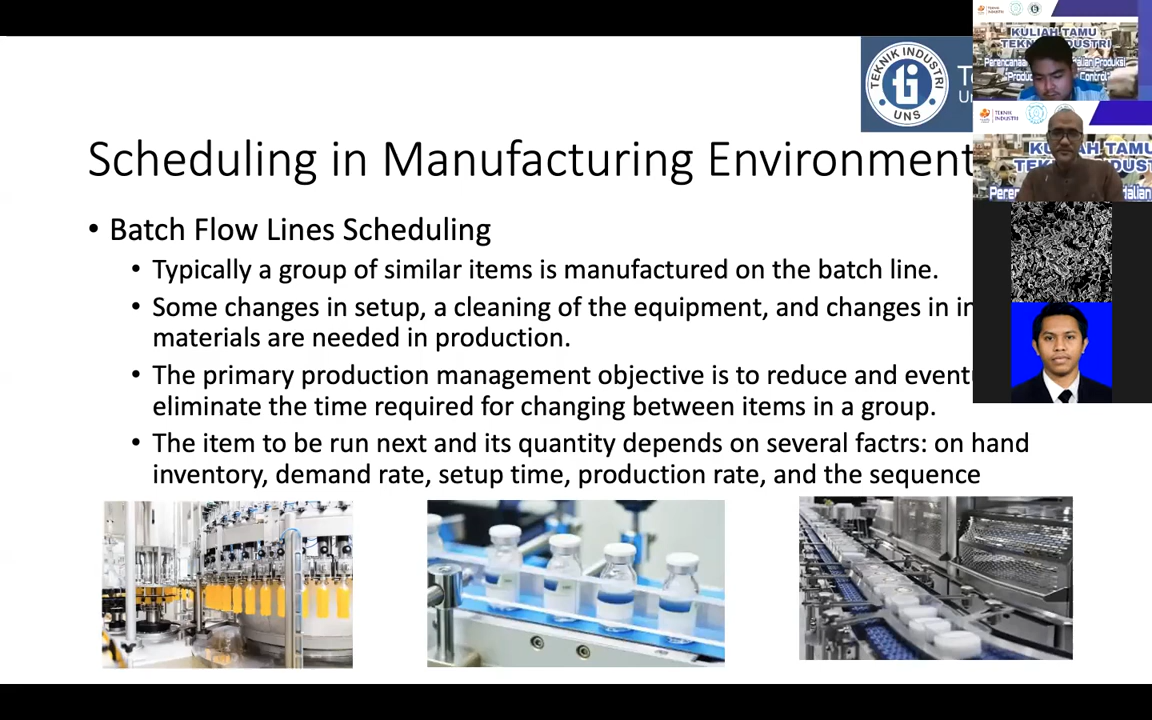 TEKNIK INDUSTRI
UNS
Scheduling in Manufacturing Environment
• Batch Flow Lines Scheduling
• Typically a group of similar items is manufactured on the batch line.
• Some changes in setup, a cleaning of the equipment, and changes in
materials are needed in production.
• The primary production management objective is to reduce and
eliminate the time required for changing between items in a group.
• The item to be run next and its quantity depends on several factrs: on hand
inventory, demand rate, setup time, production rate, and the sequence
KULIAH TAMU
TEKNIK
INDUSTRI